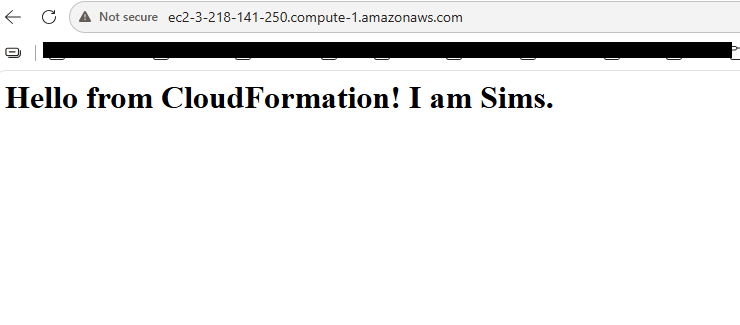 Not secure ec2-3-218-141-250.compute-1.amazonaws.com
Hello from CloudFormation! I am Sims.